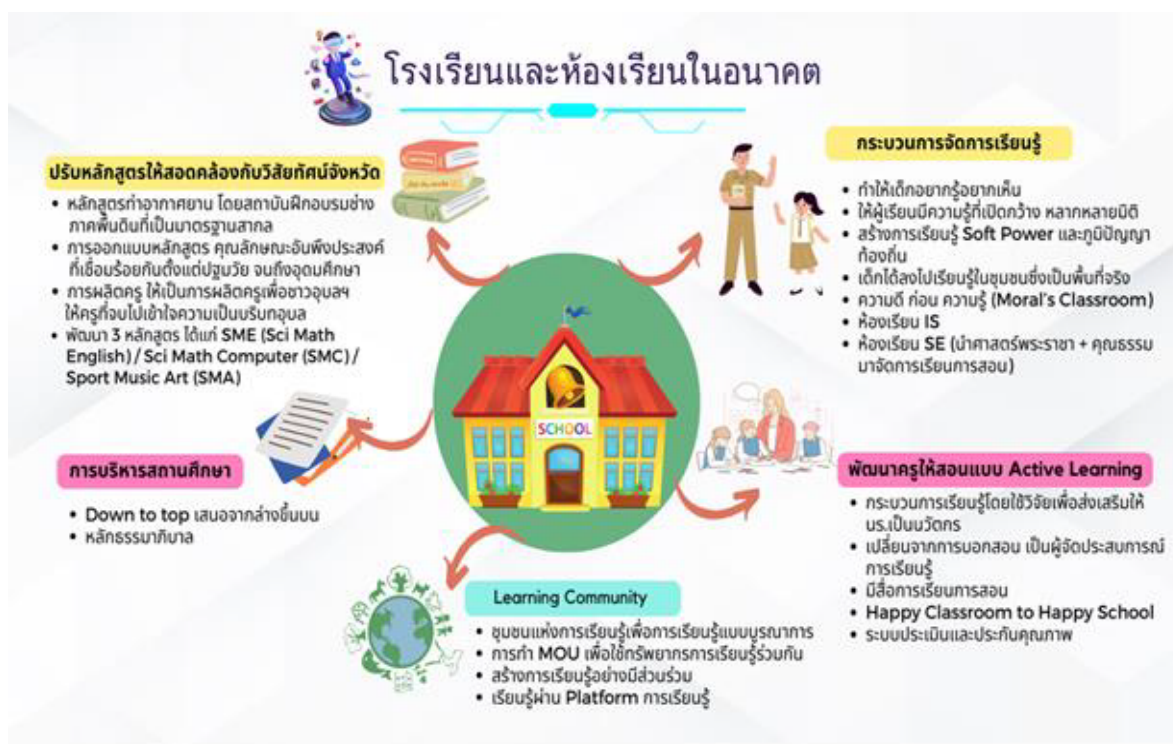 โรงเรียนและห้องเรียนในอนาคต
ปรับหลักสูตรให้สอดคล้องกับวิสัยทัศน์จังหวัด
• หลักสูตรท่าอากาศยาน โดยสถาบันฝึกอบรมช่าง
ภาคพื้นดินที่เป็นมาตรฐานสากล
• การออกแบบหลักสูตร คุณลักษณะอันพึงประสงค์
ที่เชื่อมร้อยกันตั้งแต่ปฐมวัย จนถึงอุดมศึกษา
• การผลิตครู ให้เป็นการผลิตครูเพื่อชาวอุบลฯ
ให้ครูที่จบไปเข้าใจความเป็นบริบทอุบล
• พัฒนา 3 หลักสูตร ได้แก่ SME (Sci Math
English) / Sci Math Computer (SMC) /
Sport Music Art (SMA)
กระบวนการจัดการเรียนรู้
• ทำให้เด็กอยากรู้อยากเห็น
• ให้ผู้เรียนมีความรู้ที่เปิดกว้าง หลากหลายมิติ
• สร้างการเรียนรู้ Soft Power และภูมิปัญญา
ท้องถิ่น
• เด็กได้ลงไปเรียนรู้ในชุมชนซึ่งเป็นพื้นที่จริง
• ความดี ก่อน ความรู้ (Moral's Classroom)
• ห้องเรียน IS
• ห้องเรียน SE (นำศาสตร์พระราชา + คุณธรรม
มาจัดการเรียนการสอน)
SCHOOL
การบริหารสถานศึกษา
• Down to top เสนอจากล่างขึ้นบน
• หลักธรรมาภิบาล
พัฒนาครูให้สอนแบบ Active Learning
• กระบวนการเรียนรู้โดยใช้วิจัยเพื่อส่งเสริมให้
นร.เป็นนวัตกร
• เปลี่ยนจากการบอกสอน เป็นผู้จัดประสบการณ์
การเรียนรู้
• มีสื่อการเรียนการสอน
• Happy Classroom to Happy School
• ระบบประเมินและประกันคุณภาพ
Learning Community
• ชุมชนแห่งการเรียนรู้เพื่อการเรียนรู้แบบบูรณาการ
• การทำ MOU เพื่อใช้ทรัพยากรการเรียนรู้ร่วมกัน
• สร้างการเรียนรู้อย่างมีส่วนร่วม
• เรียนรู้ผ่าน Platform การเรียนรู้